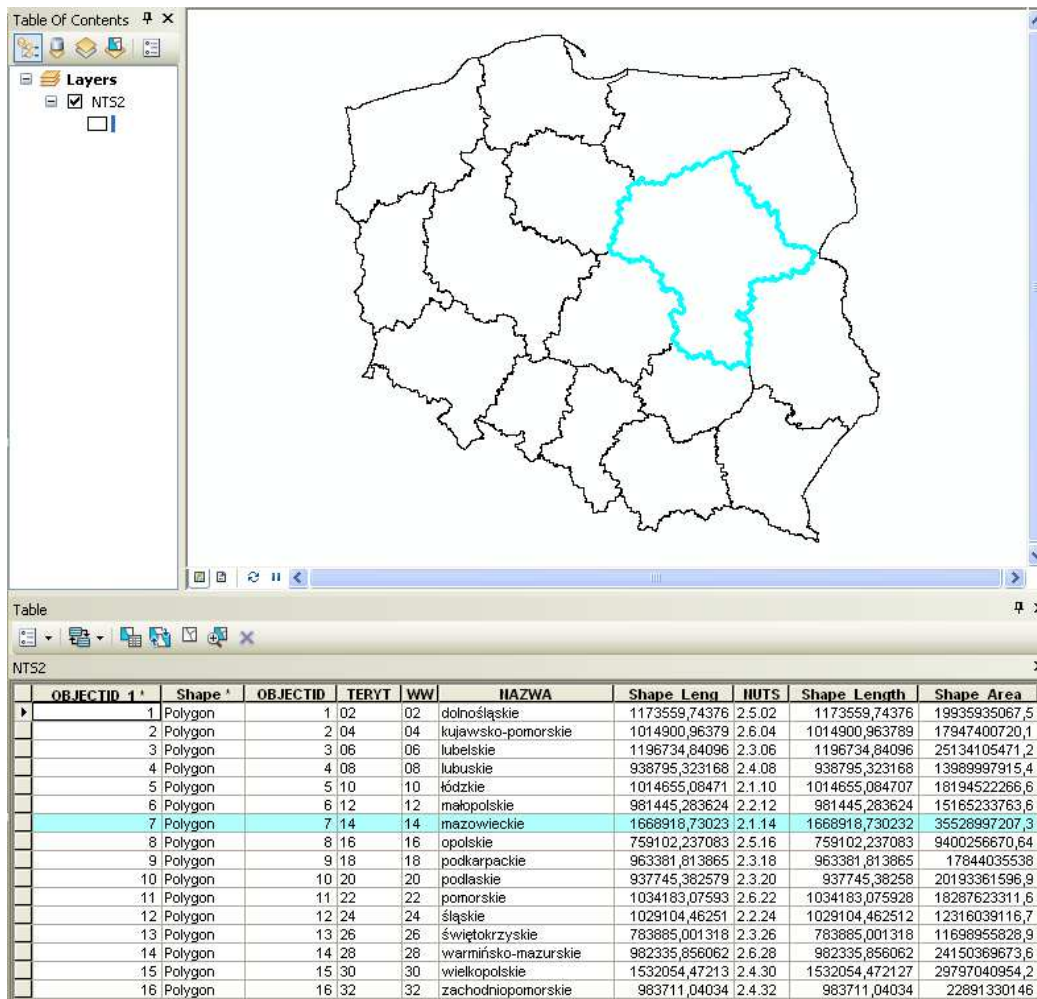 Table Of Contents
Layers
NTS2
Table
NTS2
OBJECTID_1 * Shape * OBJECTID TERYT WW NAZWA Shape_Leng NUTS Shape_Length Shape_Area
1 Polygon 1 02 02 dolnośląskie 1173559,74376 2.5.02 1173559,74376 19935935067,5
2 Polygon 2 04 04 kujawsko-pomorskie 1014900,96379 2.6.04 1014900,963789 17947400720,1
3 Polygon 3 06 06 lubelskie 1196734,84096 2.3.06 1196734,84096 25134105471,2
4 Polygon 4 08 08 lubuskie 938795,323168 2.4.08 938795,323168 13989997915,4
5 Polygon 5 10 10 łódzkie 1014655,08471 2.1.10 1014655,084707 18194522266,6
6 Polygon 6 12 12 małopolskie 981445,283624 2.2.12 981445,283624 15165233763,6
7 Polygon 7 14 14 mazowieckie 1668918,73023 2.1.14 1668918,730232 35528997207,3
8 Polygon 8 16 16 opolskie 759102,237083 2.5.16 759102,237083 9400256670,64
9 Polygon 9 18 18 podkarpackie 963381,813865 2.3.18 963381,813865 17844035538
10 Polygon 10 20 20 podlaskie 937745,382579 2.3.20 937745,38258 20193361596,9
11 Polygon 11 22 22 pomorskie 1034183,07593 2.6.22 1034183,075928 18287623311,6
12 Polygon 12 24 24 śląskie 1029104,46251 2.2.24 1029104,462512 12316039116,7
13 Polygon 13 26 26 świętokrzyskie 783885,001318 2.3.26 783885,001318 11698955828,9
14 Polygon 14 28 28 warmińsko-mazurskie 982335,856062 2.6.28 982335,856062 24150369673,6
15 Polygon 15 30 30 wielkopolskie 1532054,47213 2.4.30 1532054,472127 29797040954,2
16 Polygon 16 32 32 zachodniopomorskie 983711,04034 2.4.32 983711,04034 22891330146